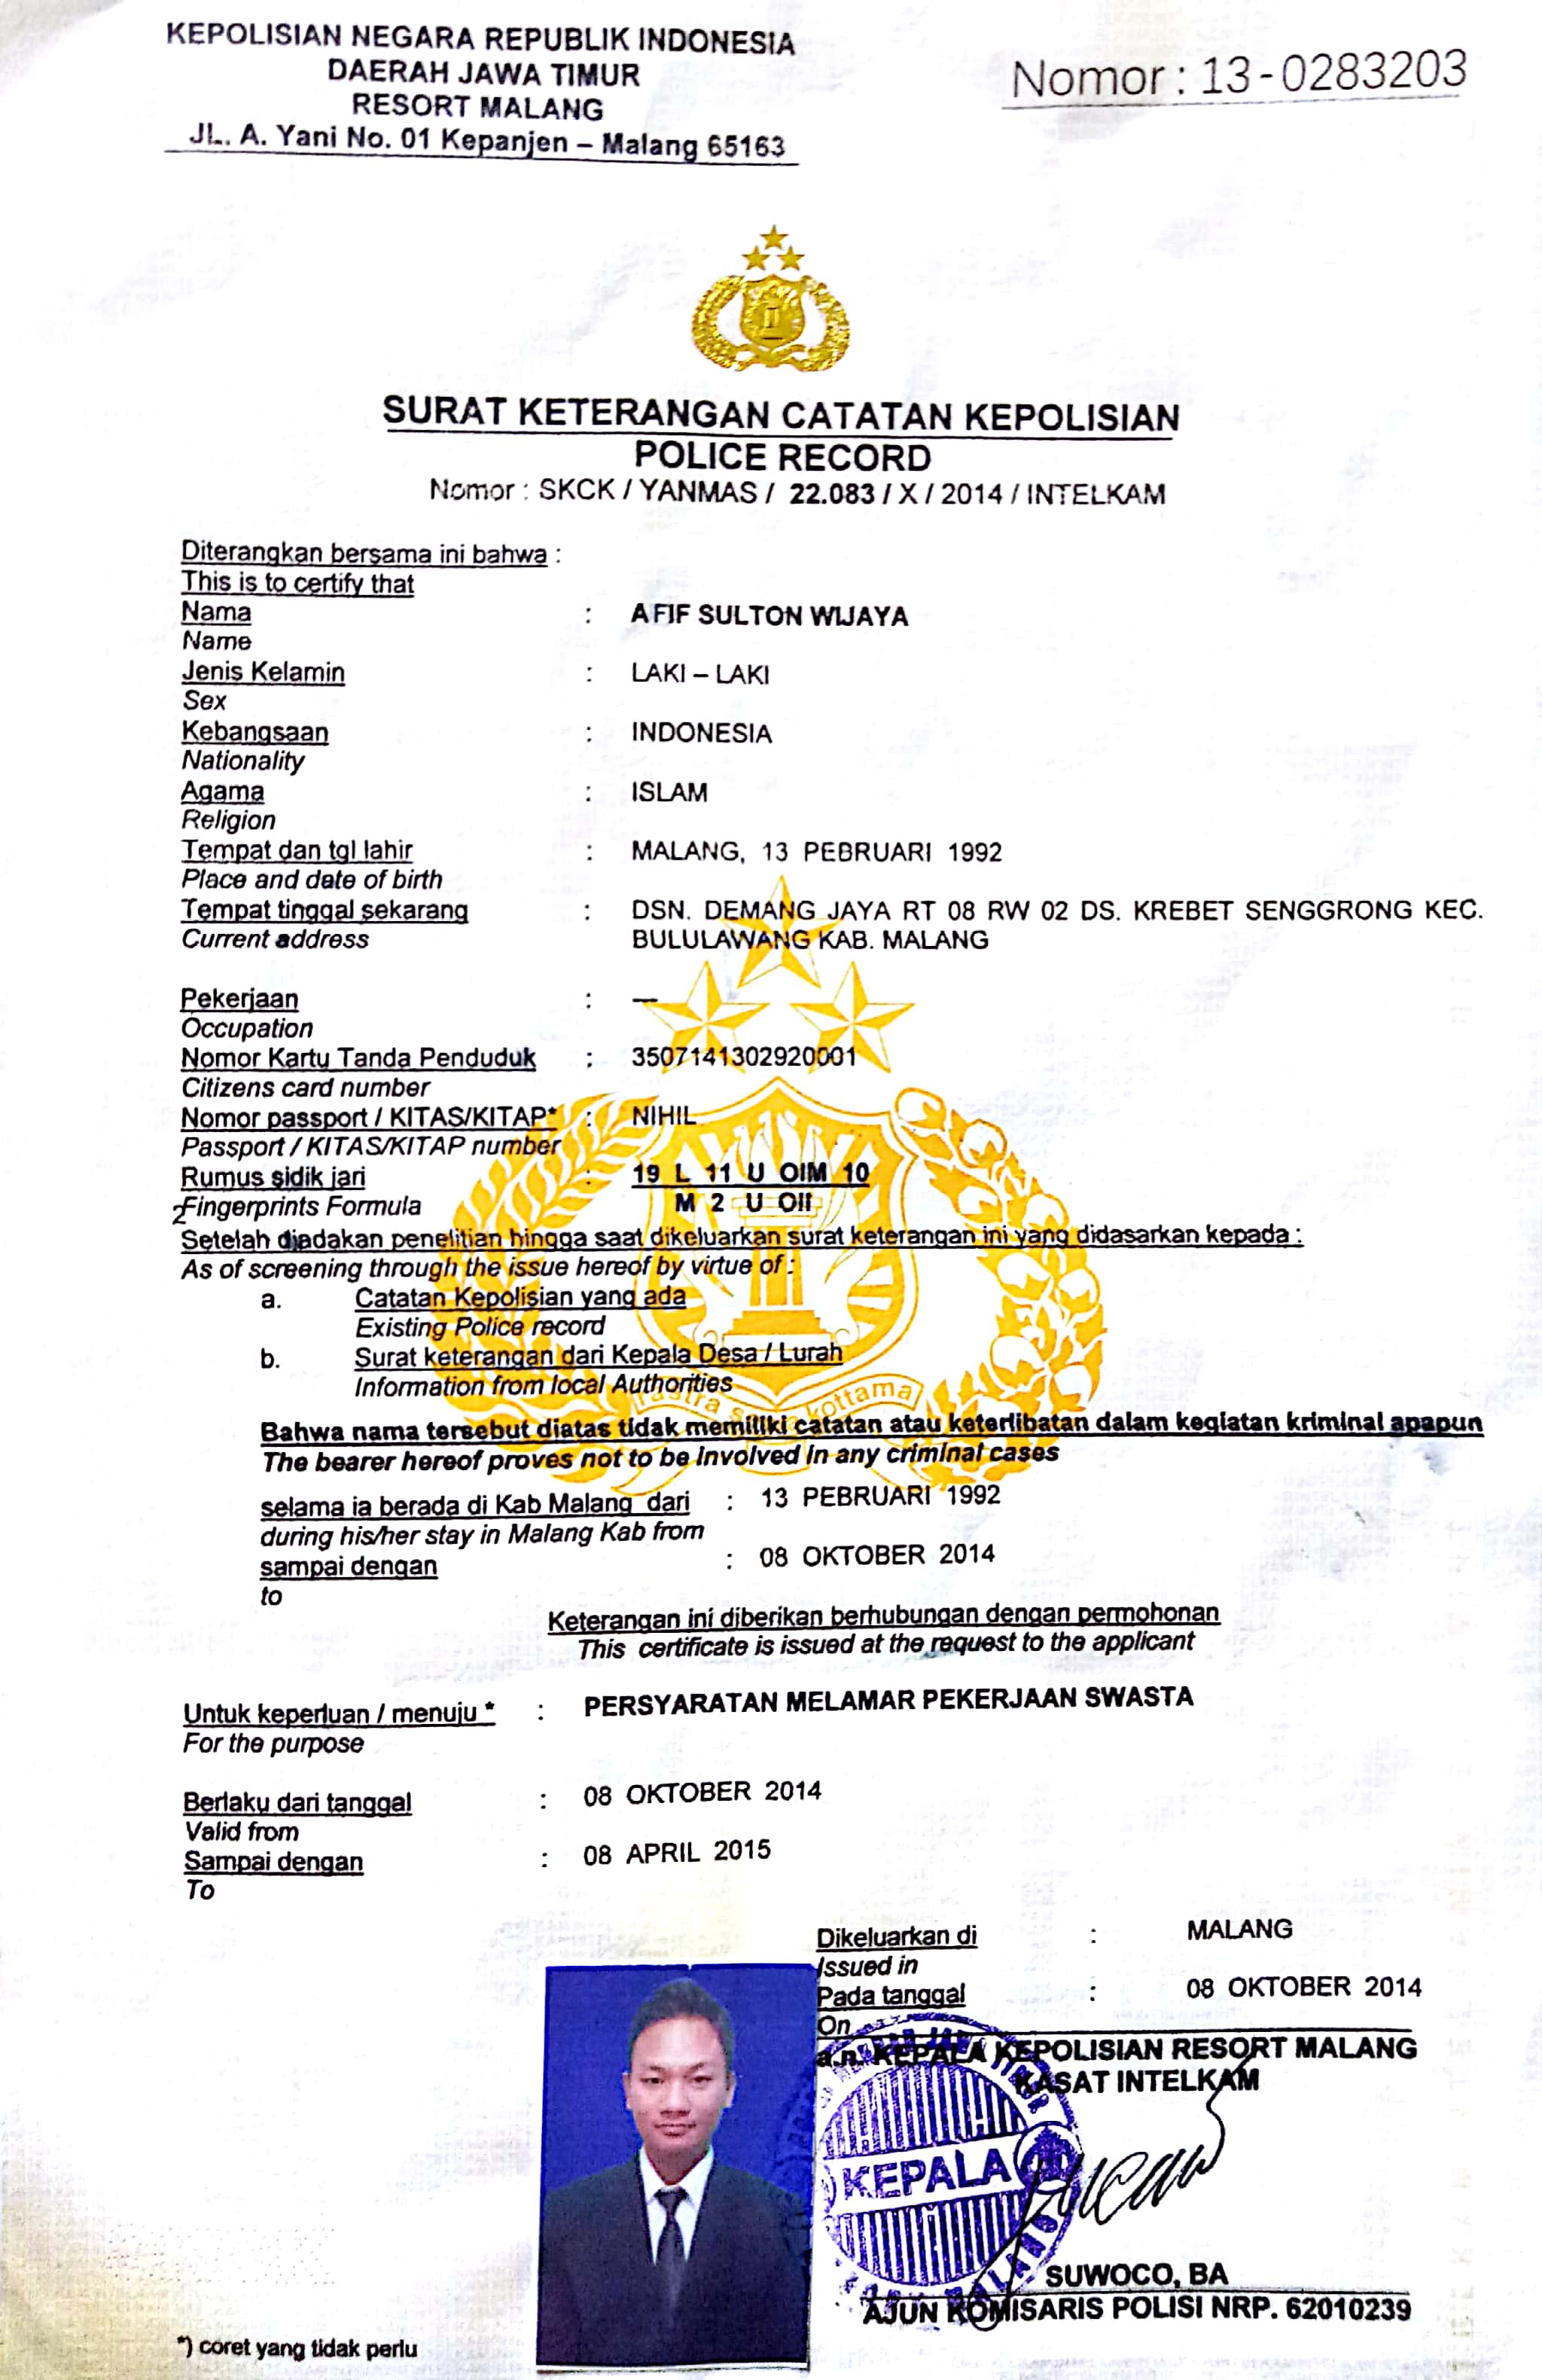 KEPOLISIAN NEGARA REPUBLIK INDONESIA
DAERAH JAWA TIMUR
RESORT MALANG
JL. A. Yani No. 01 Kepanjen – Malang 65163
Nomor : 13-0283203
SURAT KETERANGAN CATATAN KEPOLISIAN
POLICE RECORD
Nomor : SKCK / YANMAS / 22.083 / X / 2014 / INTELKAM
Diterangkan bersama ini bahwa :
This is to certify that
Nama : AFIF SULTON WIJAYA
Name
Jenis Kelamin : LAKI – LAKI
Sex
Kebangsaan : INDONESIA
Nationality
Agama : ISLAM
Religion
Tempat dan tgl lahir : MALANG, 13 PEBRUARI 1992
Place and date of birth
Tempat tinggal sekarang : DSN. DEMANG JAYA RT 08 RW 02 DS. KREBET SENGGRONG KEC.
Current address BULULAWANG KAB. MALANG
Pekerjaan : —
Occupation
Nomor Kartu Tanda Penduduk : 3507141302920001
Citizens card number
Nomor passport / KITAS/KITAP* : NIHIL
Passport / KITAS/KITAP number
Rumus sidik jari : 19 L 11 U OIM 10
Fingerprints Formula M 2 U OII
2
Setelah diadakan penelitian hingga saat dikeluarkan surat keterangan ini yang didasarkan kepada :
As of screening through the issue hereof by virtue of :
a. Catatan Kepolisian yang ada
Existing Police record
b. Surat keterangan dari Kepala Desa / Lurah
Information from local Authorities
Bahwa nama tersebut diatas tidak memiliki catatan atau keterlibatan dalam kegiatan kriminal apapun
The bearer hereof proves not to be involved in any criminal cases
selama ia berada di Kab Malang dari : 13 PEBRUARI 1992
during his/her stay in Malang Kab from
sampai dengan : 08 OKTOBER 2014
to
Keterangan ini diberikan berhubungan dengan permohonan
This certificate is issued at the request to the applicant
Untuk keperluan / menuju * : PERSYARATAN MELAMAR PEKERJAAN SWASTA
For the purpose
Berlaku dari tanggal : 08 OKTOBER 2014
Valid from
Sampai dengan : 08 APRIL 2015
To
Dikeluarkan di : MALANG
Issued in
Pada tanggal : 08 OKTOBER 2014
On
a.n. KEPALA KEPOLISIAN RESORT MALANG
KASAT INTELKAM
KEPALA
SUWOCO, BA
AJUN KOMISARIS POLISI NRP. 62010239
*) coret yang tidak perlu